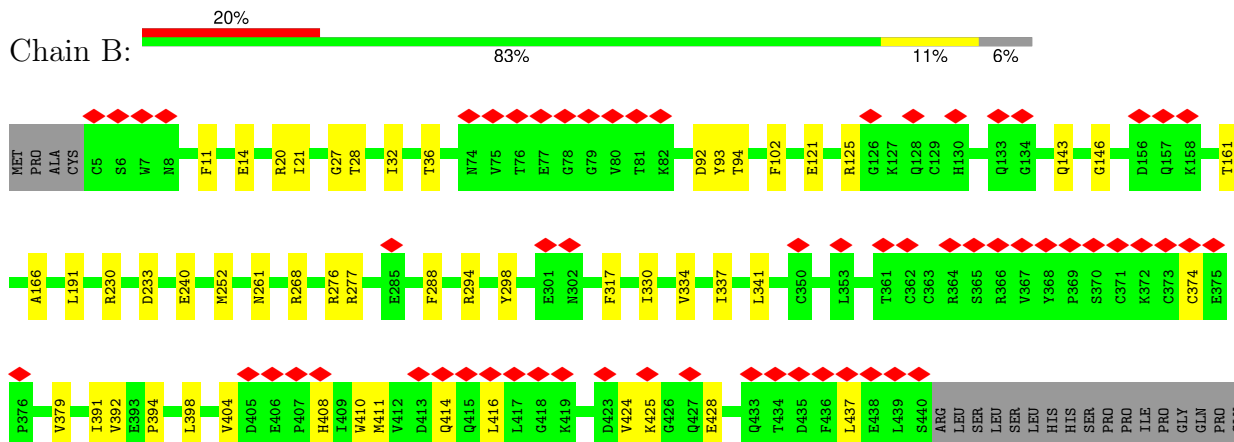 20%
Chain B:
83% 11% 6%
MET PRO ALA CYS C5 S6 W7 N8 F11 E14 R20 I21 G27 T28 I32 T36 N74 V75 T76 E77 G78 G79 V80 T81 K82 D92 Y93 T94 F102 E121 R125 G126 K127 Q128 C129 H130 Q133 G134 Q143 G146 D156 Q157 K158 T161
A166 L191 R230 D233 E240 M252 N261 R268 R276 R277 E285 F288 R294 Y298 E301 N302 F317 I330 V334 I337 L341 C350 L353 T361 C362 C363 R364 S365 R366 V367 Y368 P369 S370 C371 K372 C373 C374 E375
P376 V379 I391 V392 E393 P394 L398 V404 D405 E406 P407 H408 I409 W410 M411 V412 D413 Q414 Q415 L416 L417 G418 K419 D423 V424 K425 G426 Q427 E428 Q433 T434 D435 F436 L437 E438 L439 S440 ARG LEU SER LEU SER LEU HIS HIS SER PRO PRO ILE PRO GLY GLN PRO